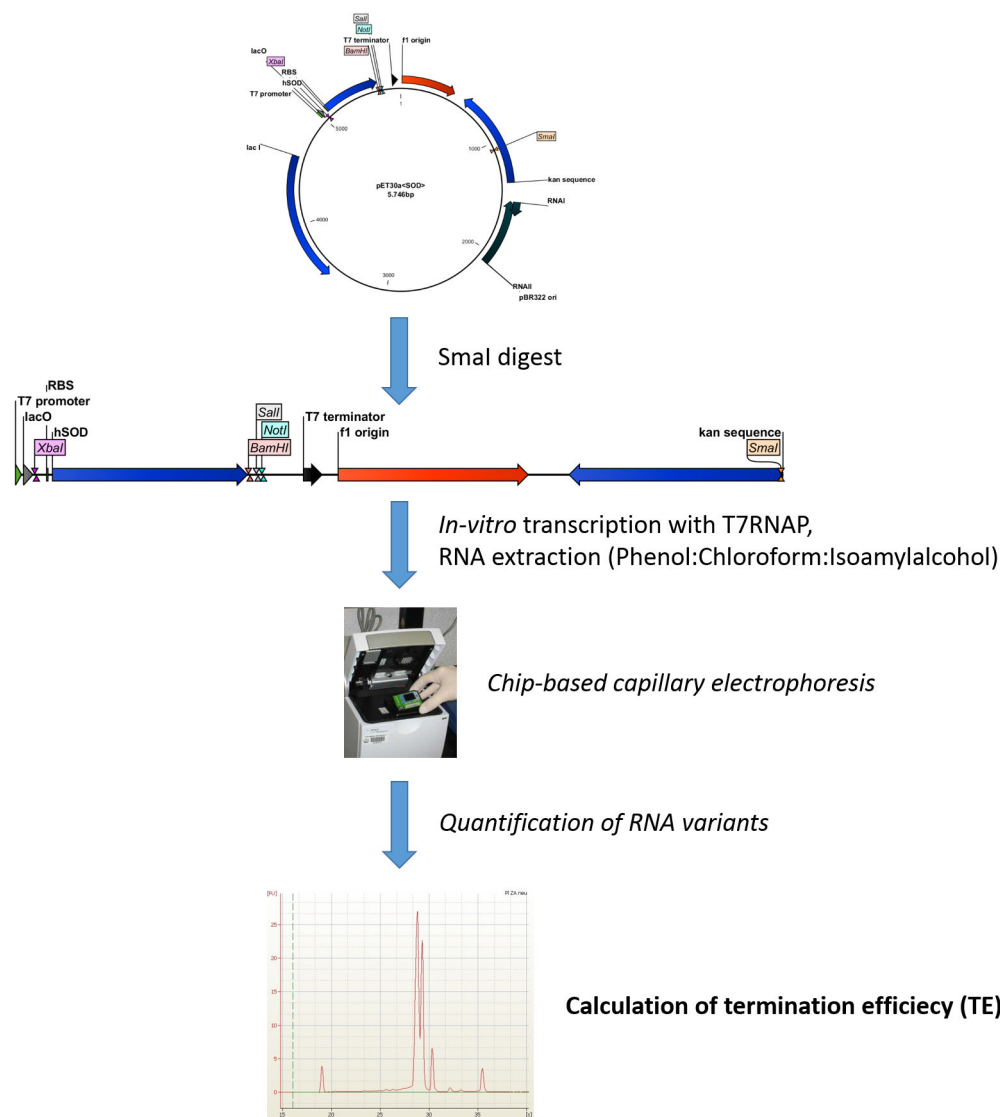 SalI
NotI
T7 terminator
f1 origin
BamHI
lacO
XbaI
RBS
hSOD
T7 promoter
1
5000
1000
SmaI
lac I
pET30a<SOD>
5.746bp
kan sequence
RNAI
4000
2000
3000
RNAII
pBR322 ori
SmaI digest
RBS
T7 promoter
lacO
SalI
T7 terminator
hSOD
NotI
f1 origin
kan sequence
XbaI
BamHI
SmaI
In-vitro transcription with T7RNAP,
RNA extraction (Phenol:Chloroform:Isoamylalcohol)
Chip-based capillary electrophoresis
Quantification of RNA variants
[FU]
25
20
15
10
5
0
15
20
25
30
35
[s]
Calculation of termination efficiecy (TE)